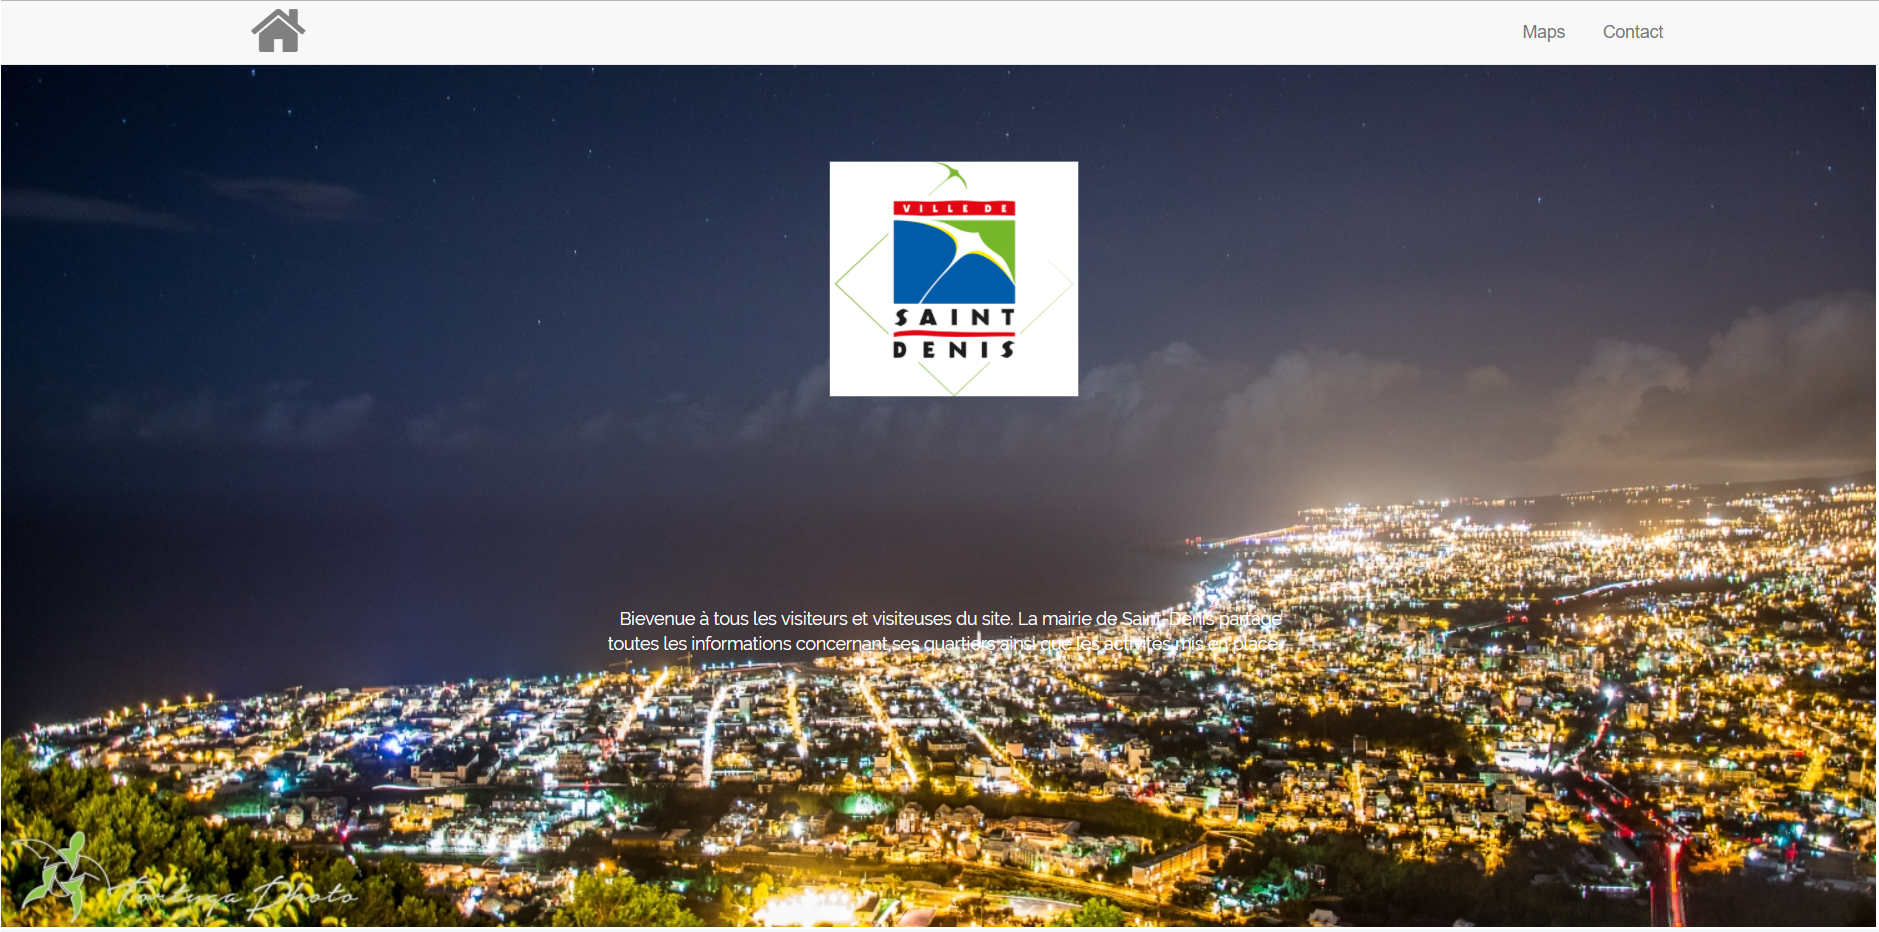 Maps Contact
VILLE DE
SAINT
DENIS
Bievenue à tous les visiteurs et visiteuses du site. La mairie de Saint-Denis partage
toutes les informations concernant ses quartiers ainsi que les activités mis en place.
Tortuga Photo